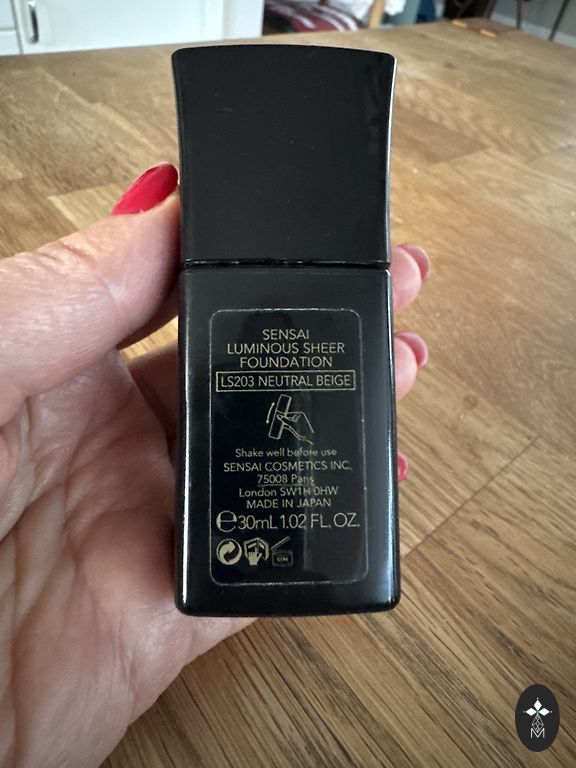 SENSAI
LUMINOUS SHEER
FOUNDATION
LS203 NEUTRAL BEIGE
Shake well before use
SENSAI COSMETICS INC.
75008 Paris
London SW1H 0HW
MADE IN JAPAN
℮30mL 1.02 FL. OZ.
M